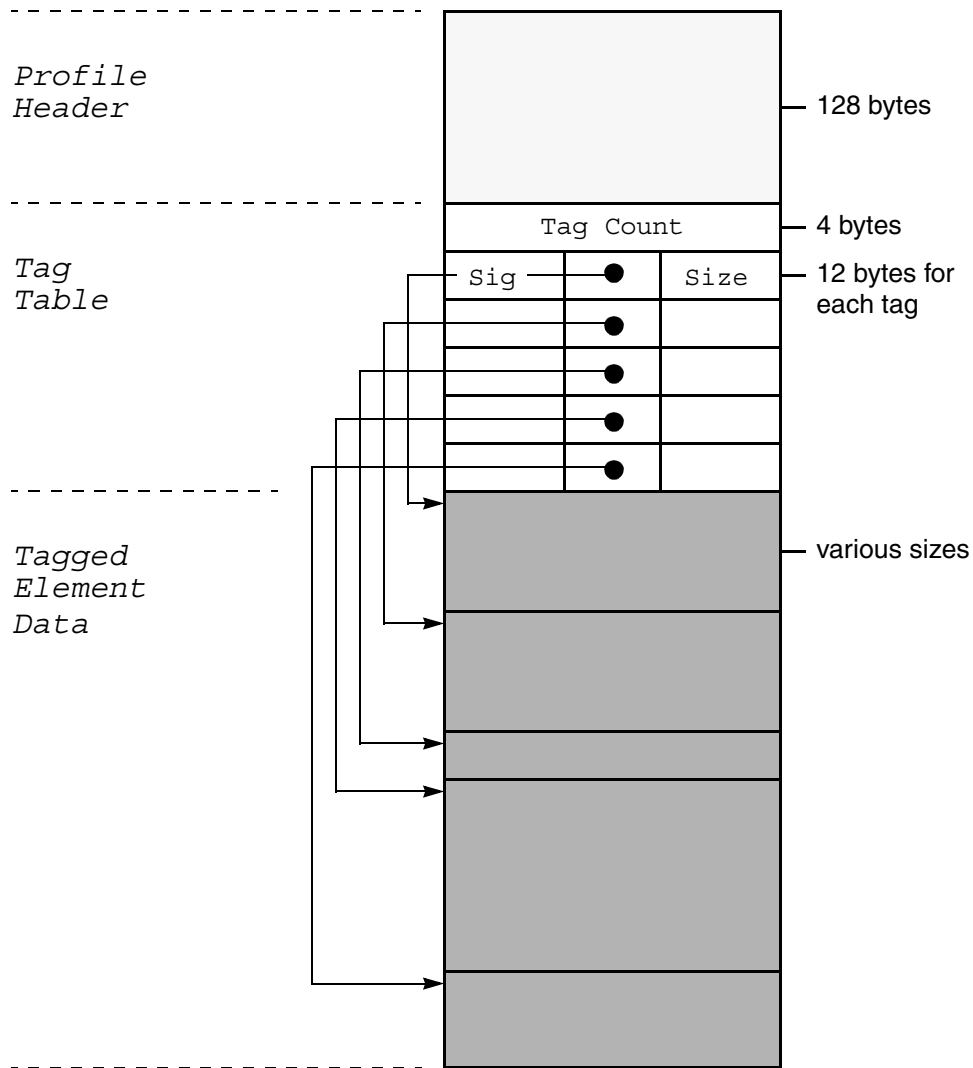 Profile
Header
128 bytes
Tag Count
4 bytes
Tag
Table
Sig
Size
12 bytes for
each tag
Tagged
Element
Data
various sizes